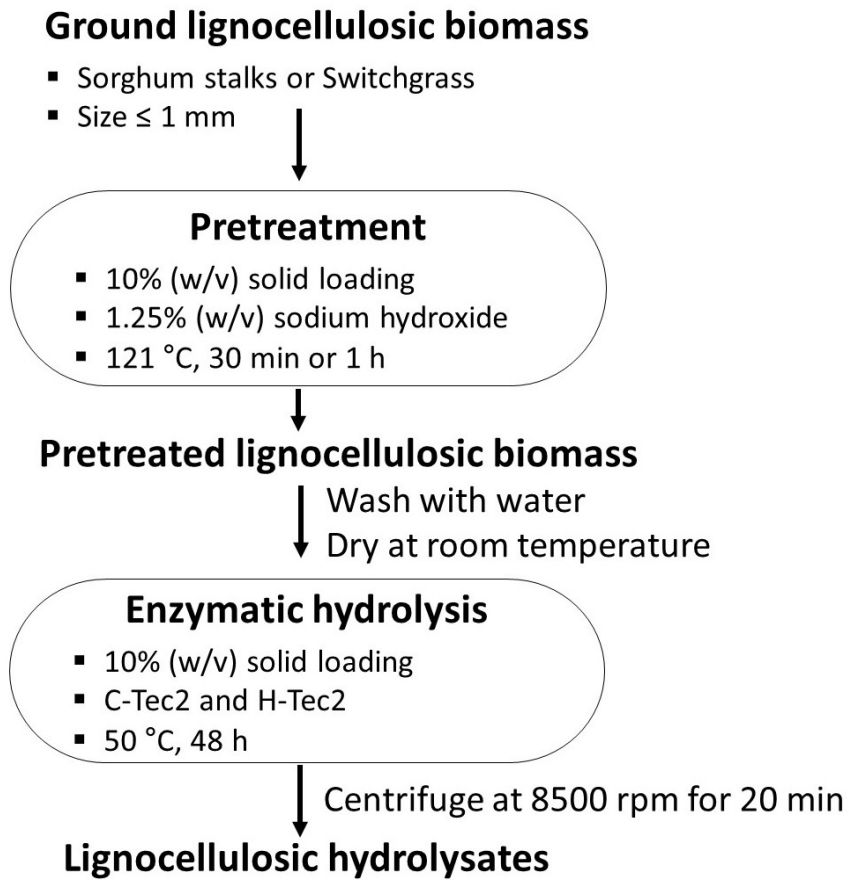 Ground lignocellulosic biomass
▪ Sorghum stalks or Switchgrass
▪ Size ≤ 1 mm
Pretreatment
▪ 10% (w/v) solid loading
▪ 1.25% (w/v) sodium hydroxide
▪ 121 °C, 30 min or 1 h
Pretreated lignocellulosic biomass
Wash with water
Dry at room temperature
Enzymatic hydrolysis
▪ 10% (w/v) solid loading
▪ C-Tec2 and H-Tec2
▪ 50 °C, 48 h
Centrifuge at 8500 rpm for 20 min
Lignocellulosic hydrolysates